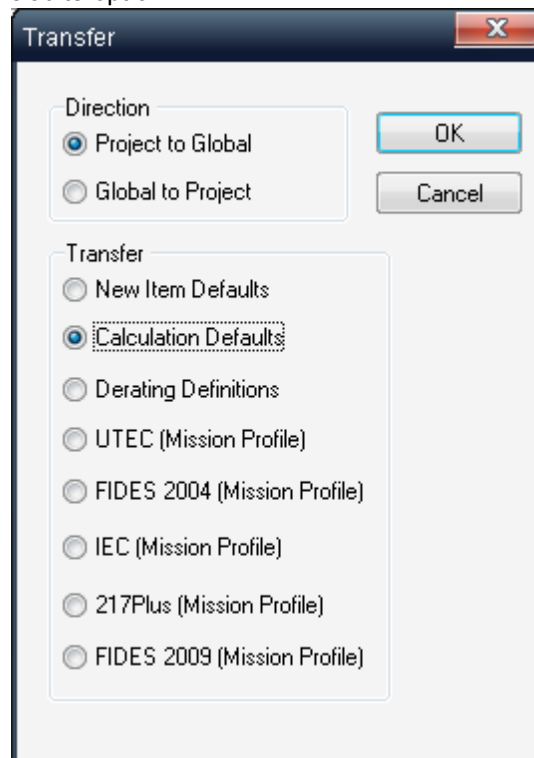 Transfer
Direction
Project to Global
OK
Global to Project
Cancel
Transfer
New Item Defaults
Calculation Defaults
Derating Definitions
UTEC (Mission Profile)
FIDES 2004 (Mission Profile)
IEC (Mission Profile)
217Plus (Mission Profile)
FIDES 2009 (Mission Profile)